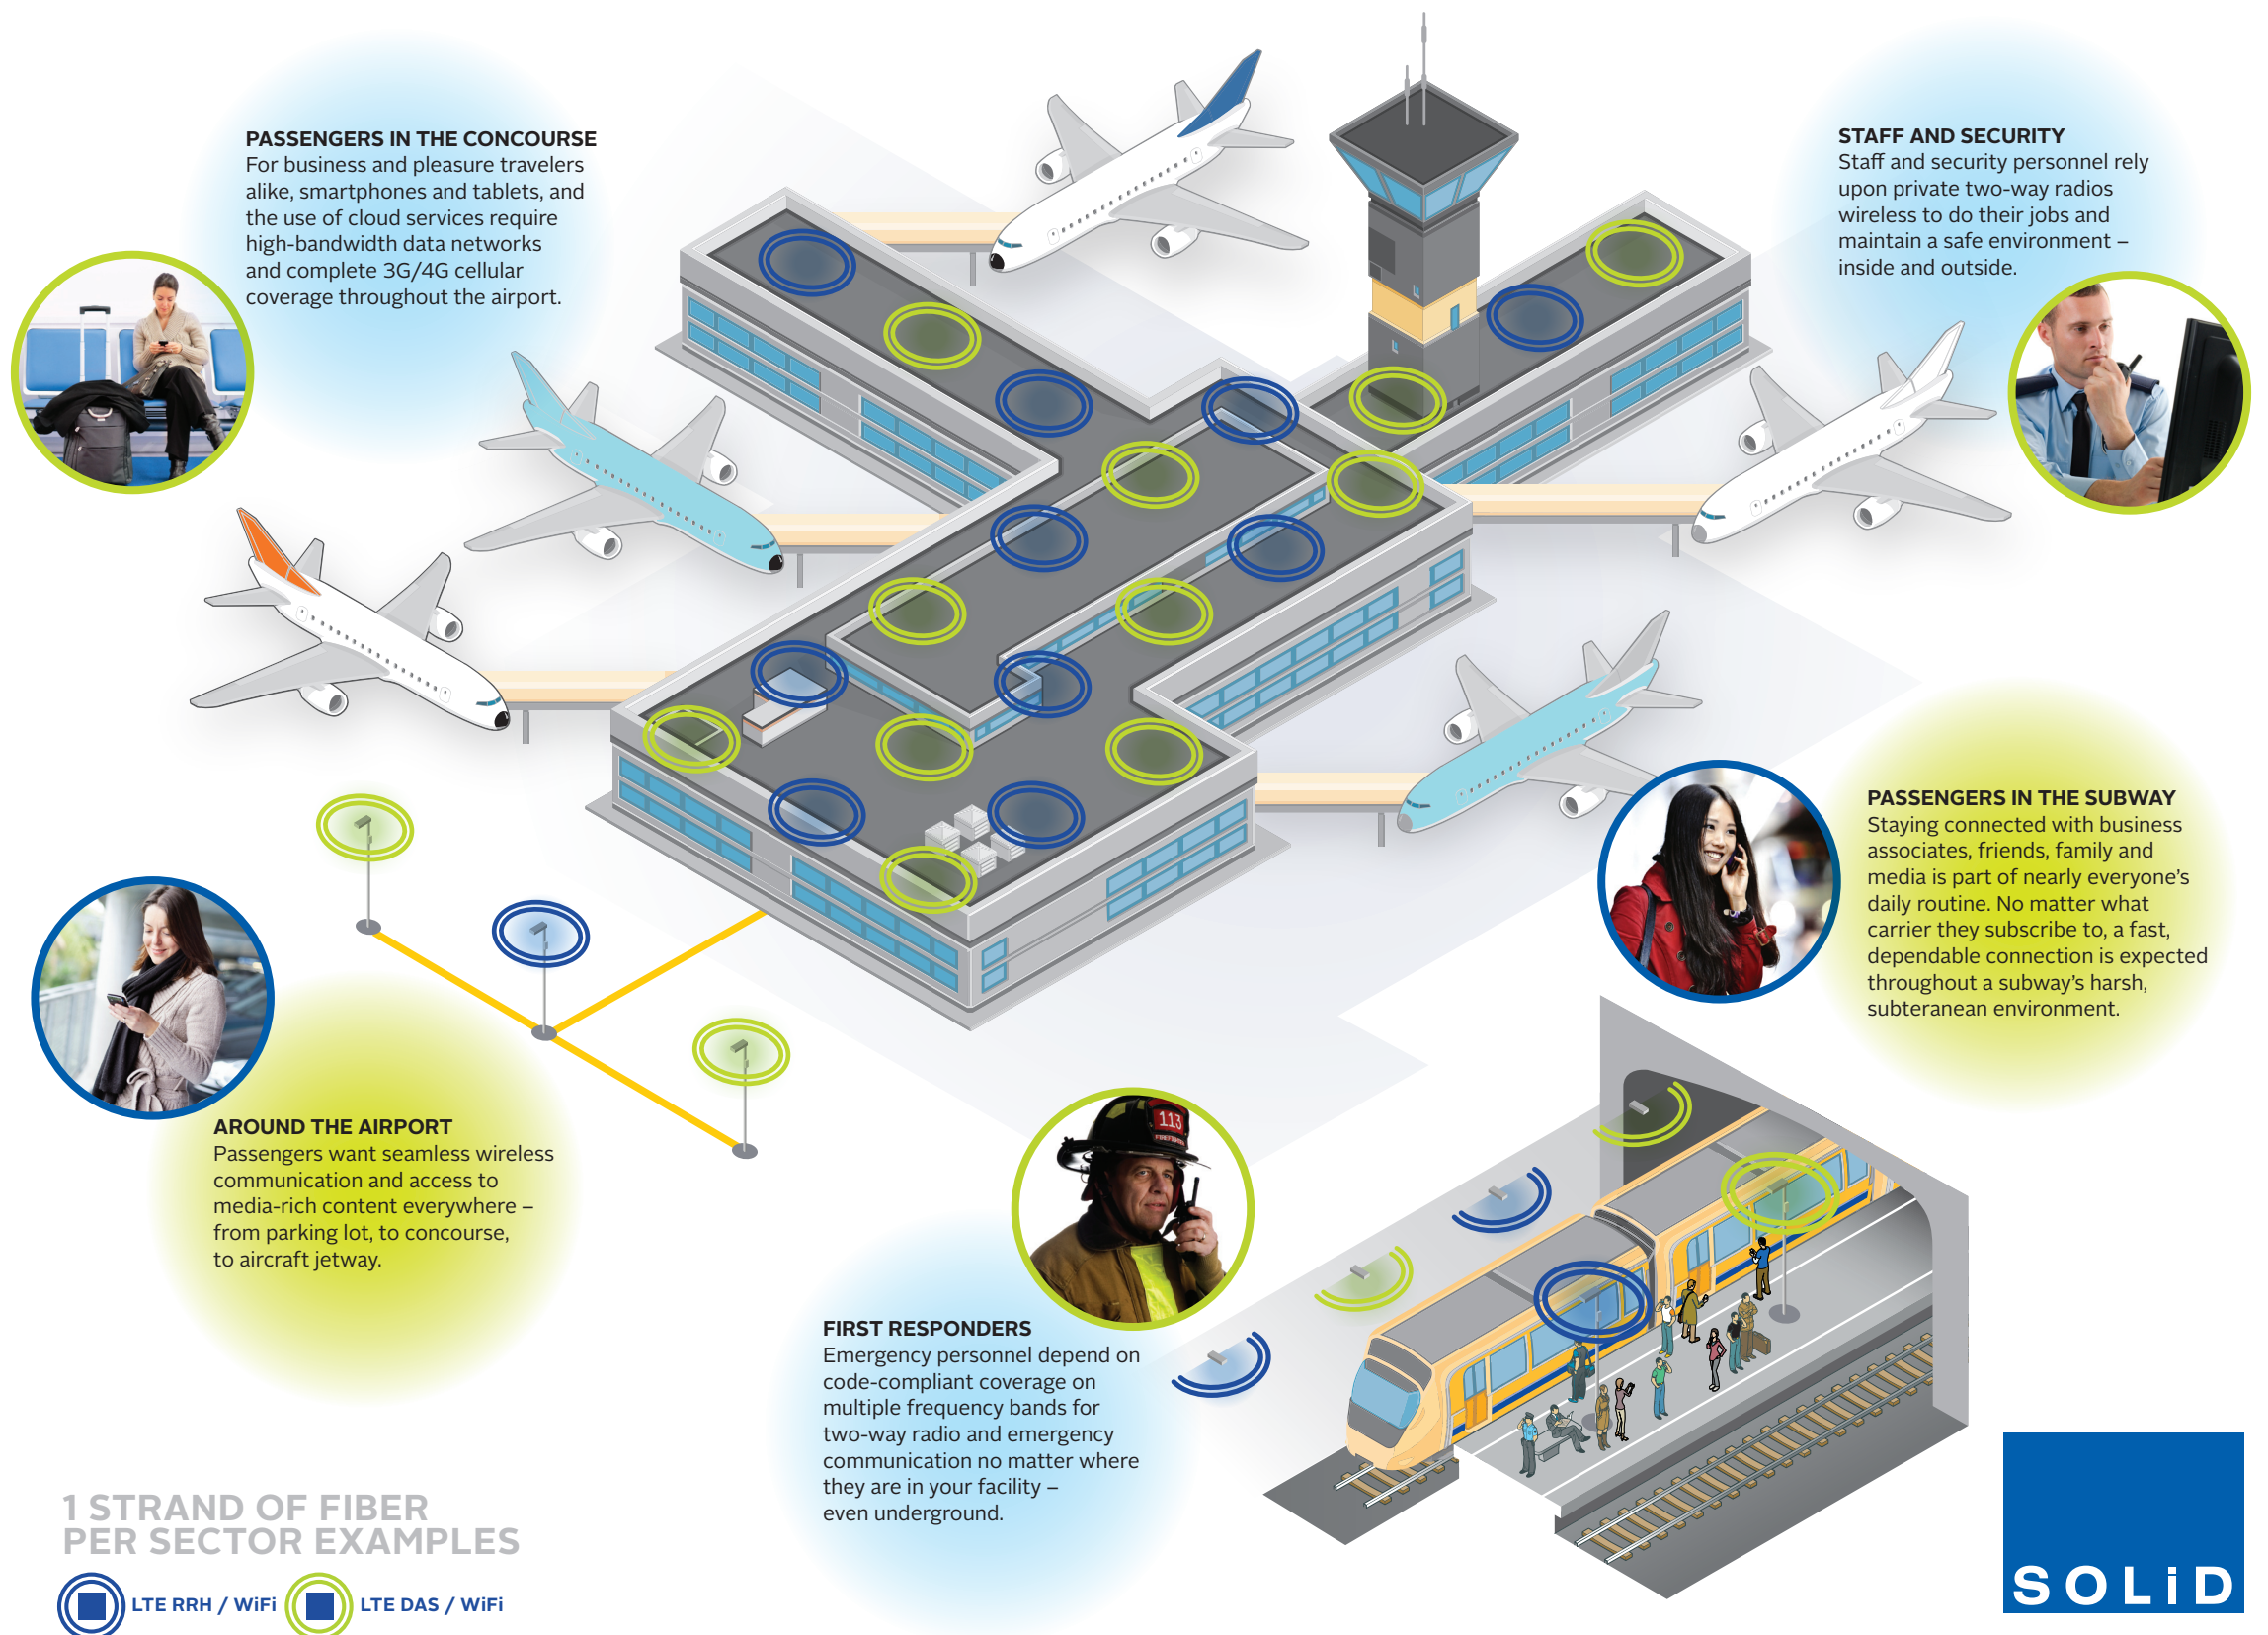 PASSENGERS IN THE CONCOURSE
For business and pleasure travelers
alike, smartphones and tablets, and
the use of cloud services require
high-bandwidth data networks
and complete 3G/4G cellular
coverage throughout the airport.
STAFF AND SECURITY
Staff and security personnel rely
upon private two-way radios
wireless to do their jobs and
maintain a safe environment –
inside and outside.
PASSENGERS IN THE SUBWAY
Staying connected with business
associates, friends, family and
media is part of nearly everyone's
daily routine. No matter what
carrier they subscribe to, a fast,
dependable connection is expected
throughout a subway's harsh,
subteranean environment.
AROUND THE AIRPORT
Passengers want seamless wireless
communication and access to
media-rich content everywhere –
from parking lot, to concourse,
to aircraft jetway.
113
FIREFIGHTER
FIRST RESPONDERS
Emergency personnel depend on
code-compliant coverage on
multiple frequency bands for
two-way radio and emergency
communication no matter where
they are in your facility –
even underground.
1 STRAND OF FIBER
PER SECTOR EXAMPLES
LTE RRH / WiFi
LTE DAS / WiFi
SOLiD